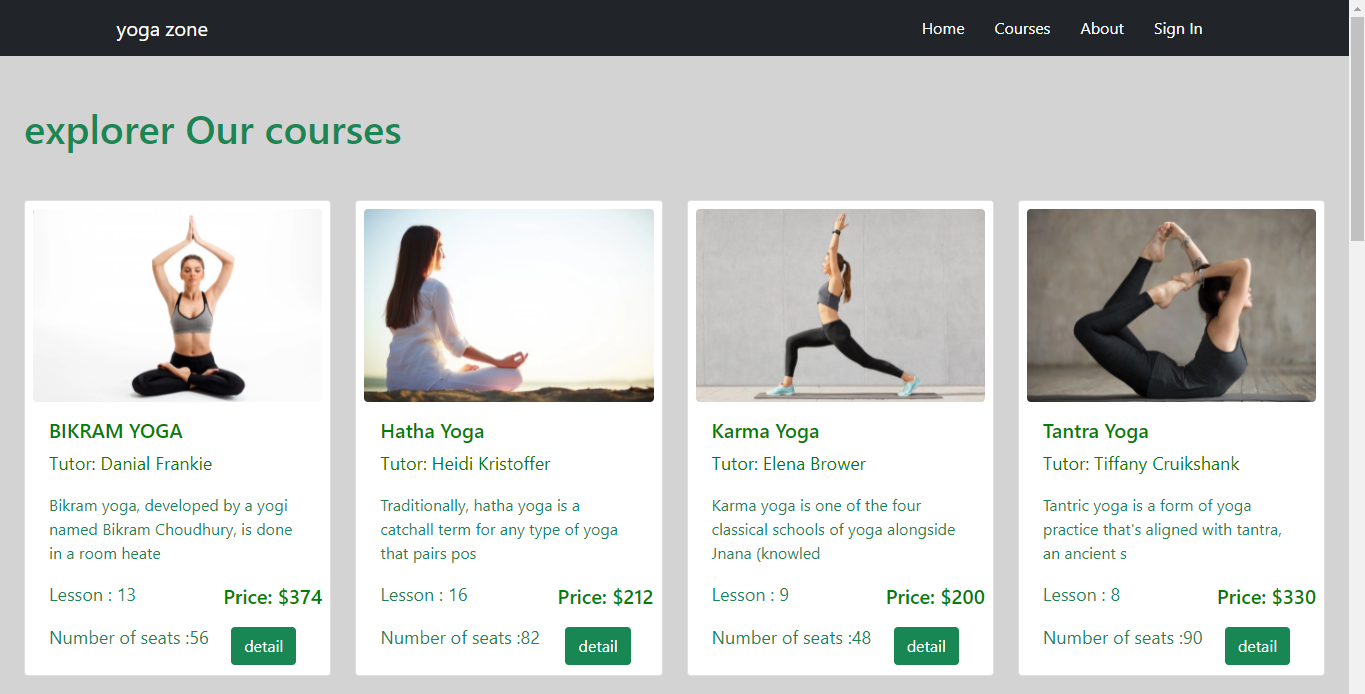 yoga zone
Home Courses About Sign In
explorer Our courses
BIKRAM YOGA
Tutor: Danial Frankie
Bikram yoga, developed by a yogi
named Bikram Choudhury, is done
in a room heate
Lesson : 13 Price: $374
Number of seats :56 detail
Hatha Yoga
Tutor: Heidi Kristoffer
Traditionally, hatha yoga is a
catchall term for any type of yoga
that pairs pos
Lesson : 16 Price: $212
Number of seats :82 detail
Karma Yoga
Tutor: Elena Brower
Karma yoga is one of the four
classical schools of yoga alongside
Jnana (knowled
Lesson : 9 Price: $200
Number of seats :48 detail
Tantra Yoga
Tutor: Tiffany Cruikshank
Tantric yoga is a form of yoga
practice that's aligned with tantra,
an ancient s
Lesson : 8 Price: $330
Number of seats :90 detail